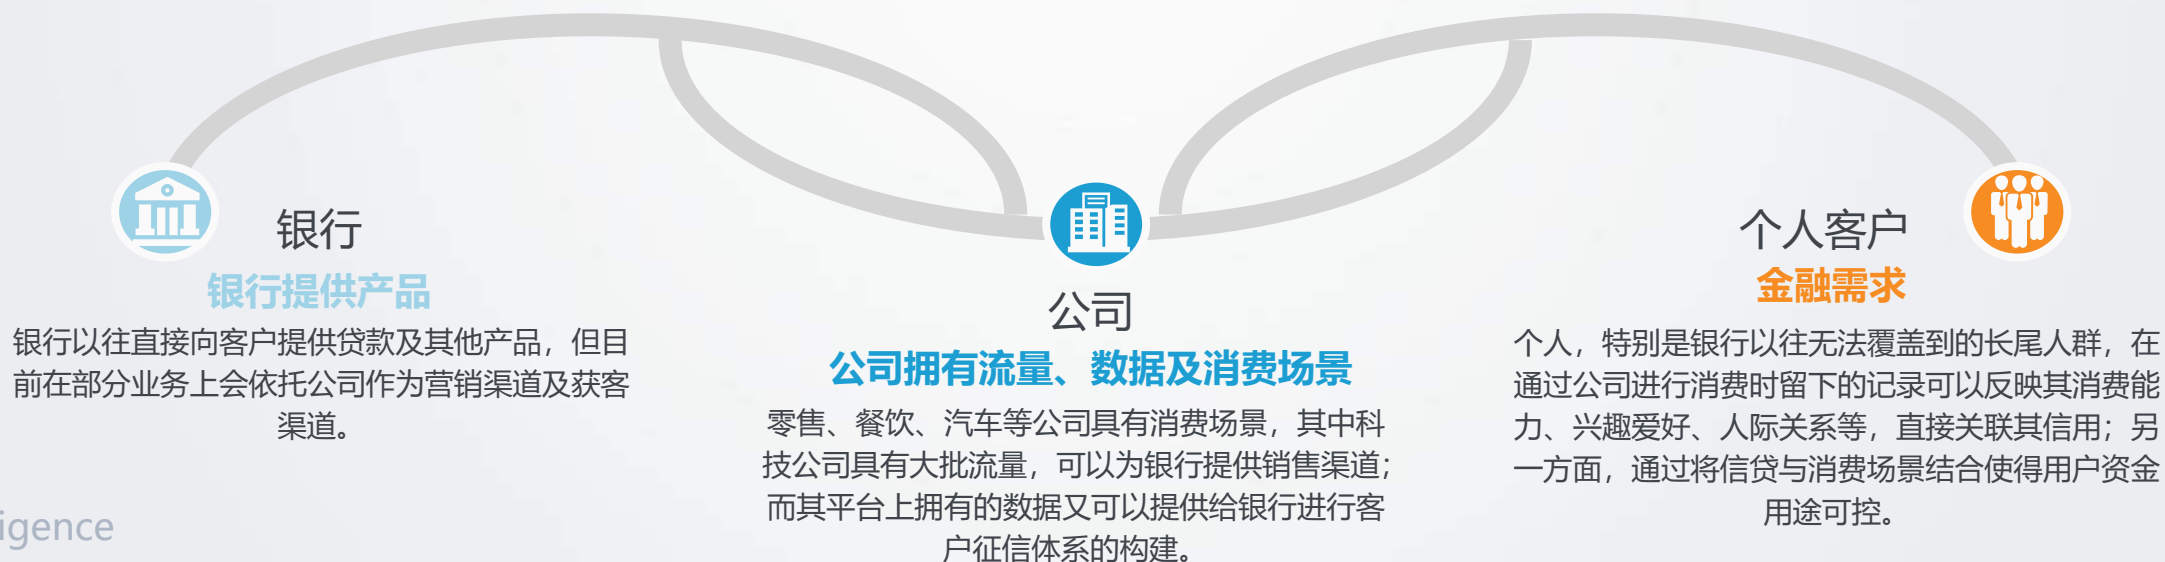 银行
银行提供产品
银行以往直接向客户提供贷款及其他产品，但目
前在部分业务上会依托公司作为营销渠道及获客
渠道。
公司
公司拥有流量、数据及消费场景
零售、餐饮、汽车等公司具有消费场景，其中科
技公司具有大批流量，可以为银行提供销售渠道；
而其平台上拥有的数据又可以提供给银行进行客
户征信体系的构建。
个人客户
金融需求
个人，特别是银行以往无法覆盖到的长尾人群，在
通过公司进行消费时留下的记录可以反映其消费能
力、兴趣爱好、人际关系等，直接关联其信用；另
一方面，通过将信贷与消费场景结合使得用户资金
用途可控。
igence